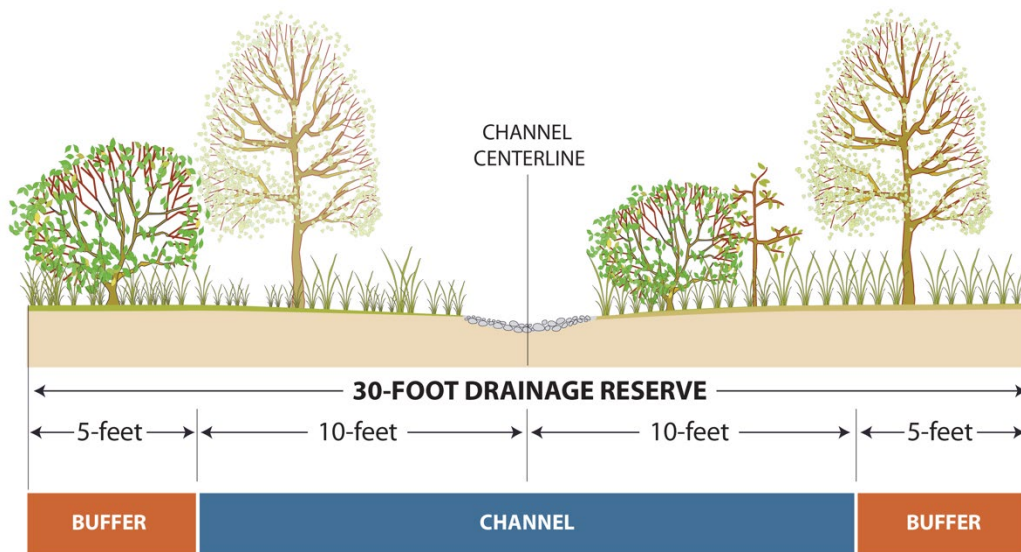 CHANNEL
CENTERLINE
30-FOOT DRAINAGE RESERVE
5-feet
10-feet
10-feet
5-feet
BUFFER
CHANNEL
BUFFER